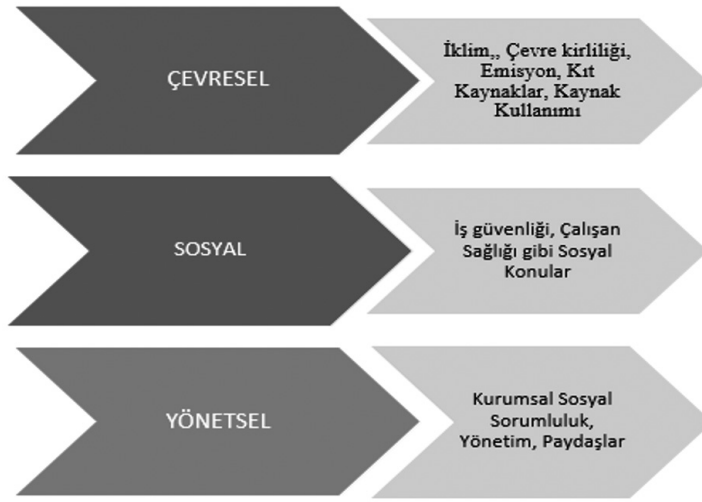 ÇEVRESEL
İklim,, Çevre kirliliği,
Emisyon, Kıt
Kaynaklar, Kaynak
Kullanımı
SOSYAL
İş güvenliği, Çalışan
Sağlığı gibi Sosyal
Konular
YÖNETSEL
Kurumsal Sosyal
Sorumluluk,
Yönetim, Paydaşlar